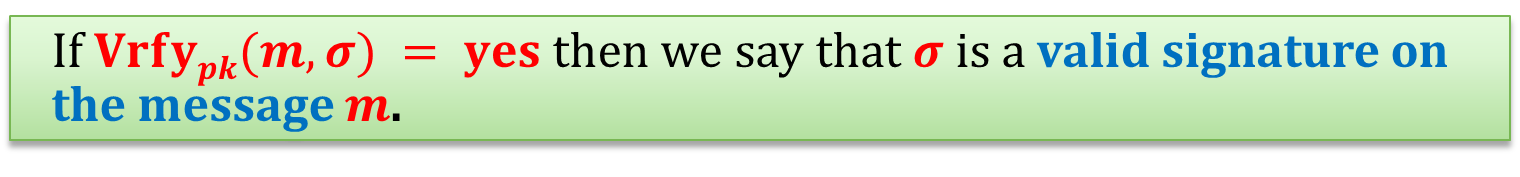 If Vrfy_pk(m, σ) = yes then we say that σ is a valid signature on
the message m.